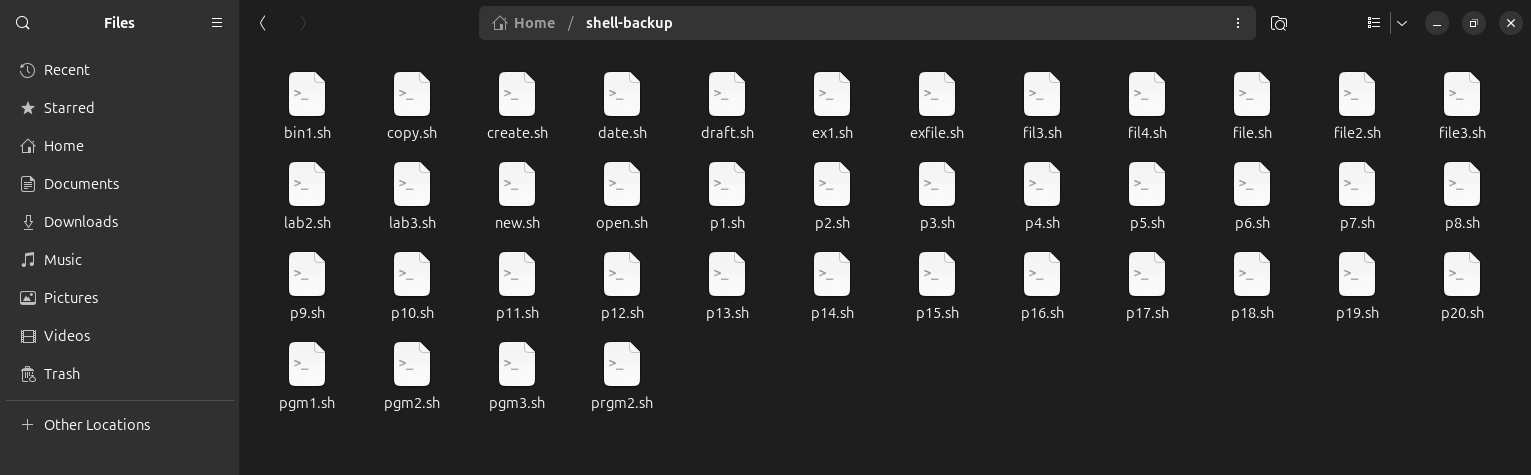 Files
Home / shell-backup
Recent
Starred
Home
Documents
Downloads
Music
Pictures
Videos
Trash
Other Locations
bin1.sh copy.sh create.sh date.sh draft.sh ex1.sh exfile.sh fil3.sh fil4.sh file.sh file2.sh file3.sh
lab2.sh lab3.sh new.sh open.sh p1.sh p2.sh p3.sh p4.sh p5.sh p6.sh p7.sh p8.sh
p9.sh p10.sh p11.sh p12.sh p13.sh p14.sh p15.sh p16.sh p17.sh p18.sh p19.sh p20.sh
pgm1.sh pgm2.sh pgm3.sh prgm2.sh